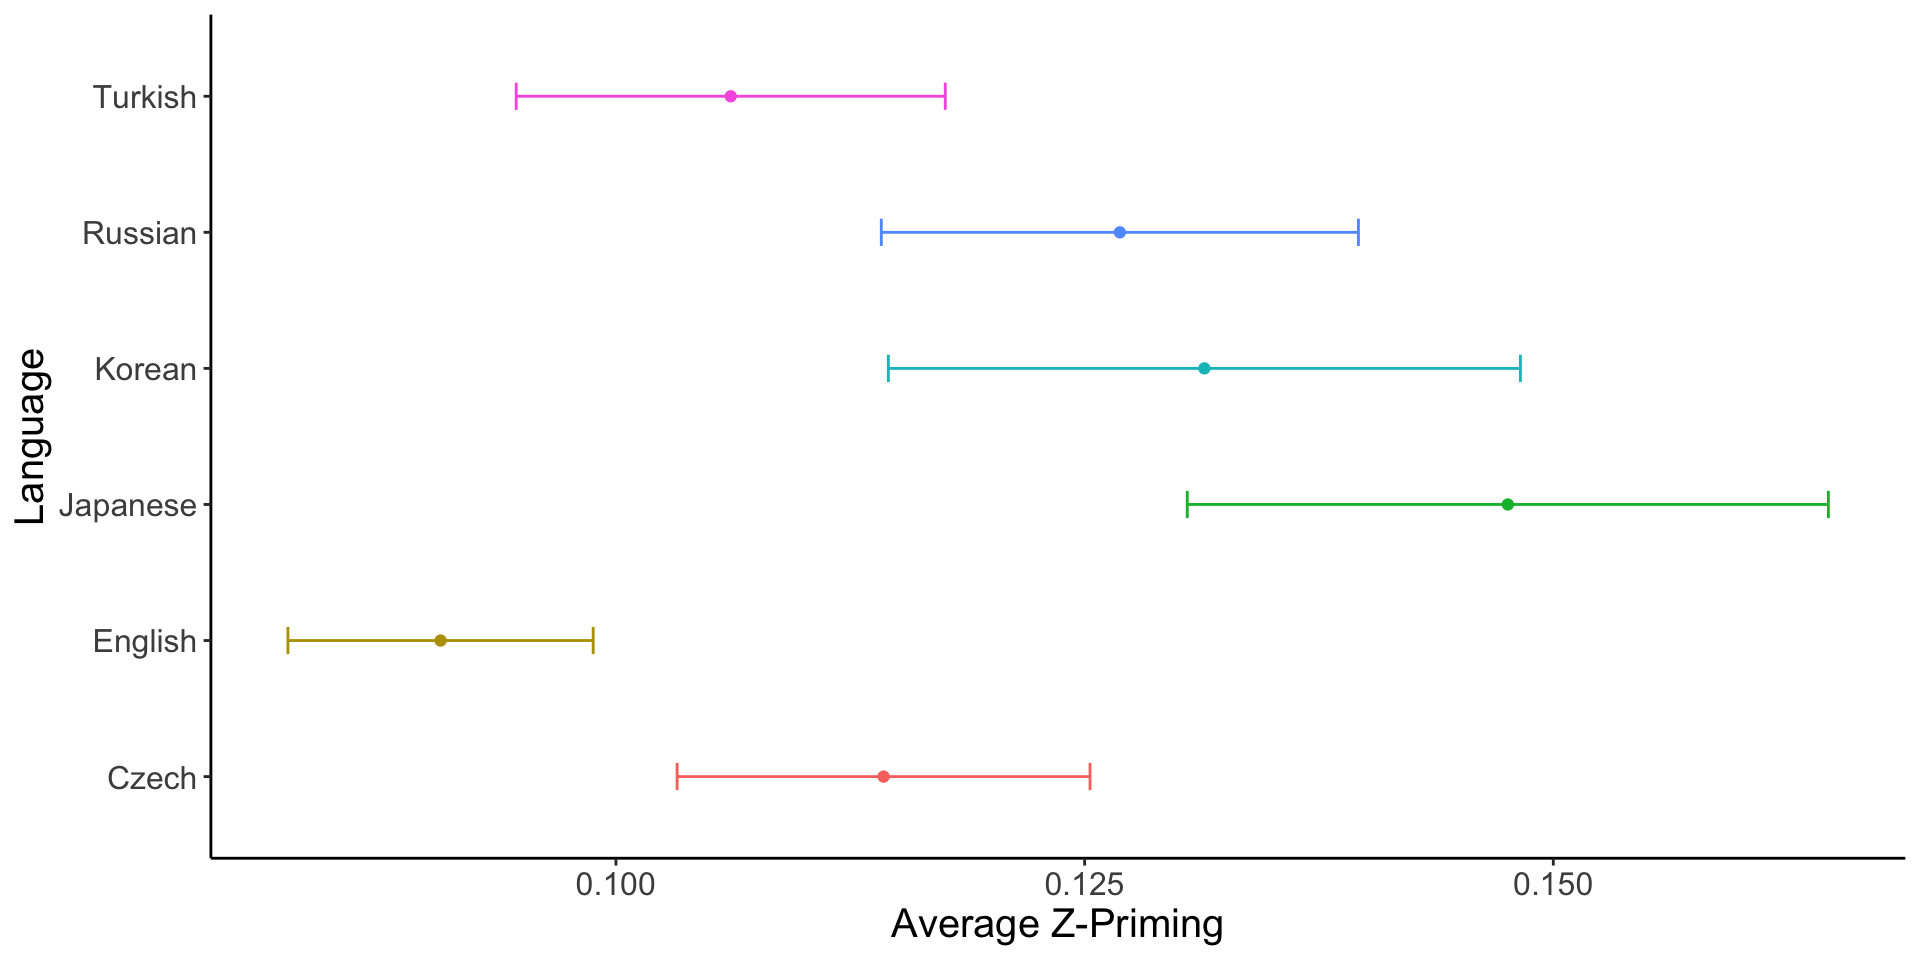 Language
Turkish
Russian
Korean
Japanese
English
Czech
0.100 0.125 0.150
Average Z-Priming